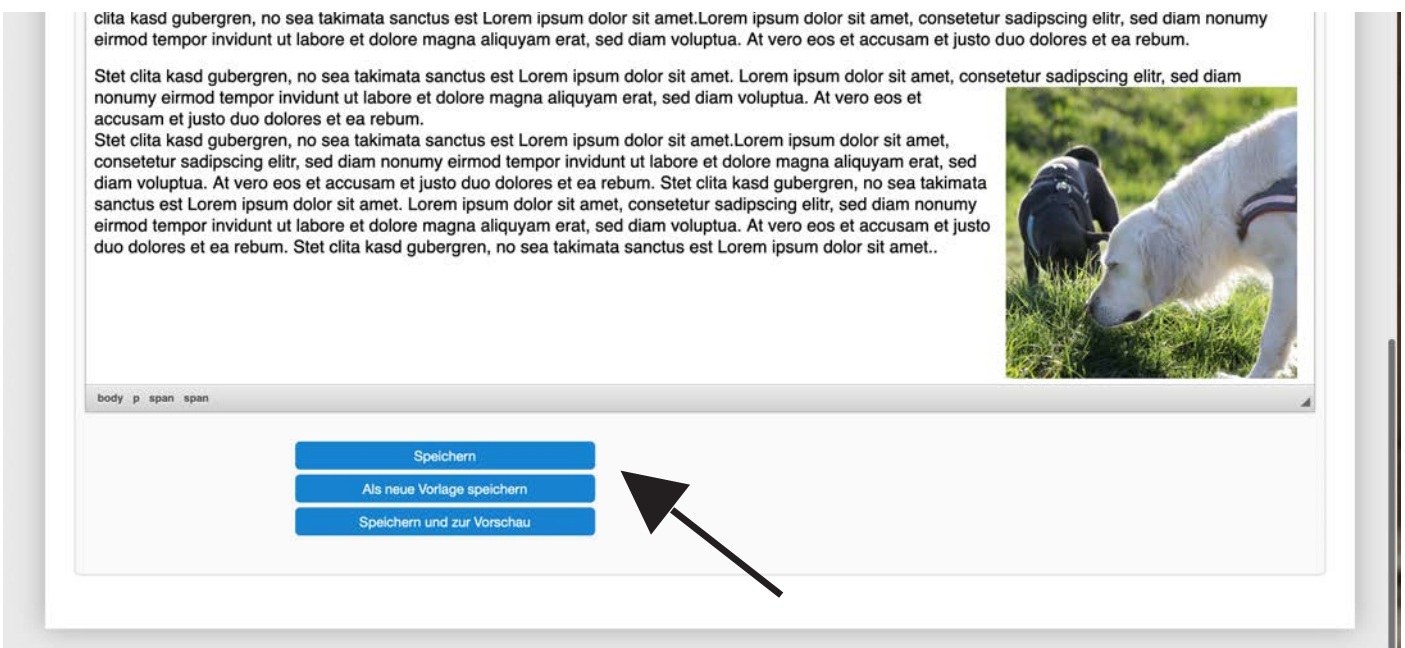 clita kasd gubergren, no sea takimata sanctus est Lorem ipsum dolor sit amet.Lorem ipsum dolor sit amet, consetetur sadipscing elitr, sed diam nonumy
eirmod tempor invidunt ut labore et dolore magna aliquyam erat, sed diam voluptua. At vero eos et accusam et justo duo dolores et ea rebum.
Stet clita kasd gubergren, no sea takimata sanctus est Lorem ipsum dolor sit amet. Lorem ipsum dolor sit amet, consetetur sadipscing elitr, sed diam
nonumy eirmod tempor invidunt ut labore et dolore magna aliquyam erat, sed diam voluptua. At vero eos et
accusam et justo duo dolores et ea rebum.
Stet clita kasd gubergren, no sea takimata sanctus est Lorem ipsum dolor sit amet.Lorem ipsum dolor sit amet,
consetetur sadipscing elitr, sed diam nonumy eirmod tempor invidunt ut labore et dolore magna aliquyam erat, sed
diam voluptua. At vero eos et accusam et justo duo dolores et ea rebum. Stet clita kasd gubergren, no sea takimata
sanctus est Lorem ipsum dolor sit amet. Lorem ipsum dolor sit amet, consetetur sadipscing elitr, sed diam nonumy
eirmod tempor invidunt ut labore et dolore magna aliquyam erat, sed diam voluptua. At vero eos et accusam et justo
duo dolores et ea rebum. Stet clita kasd gubergren, no sea takimata sanctus est Lorem ipsum dolor sit amet..
body p span span
Speichern
Als neue Vorlage speichern
Speichern und zur Vorschau